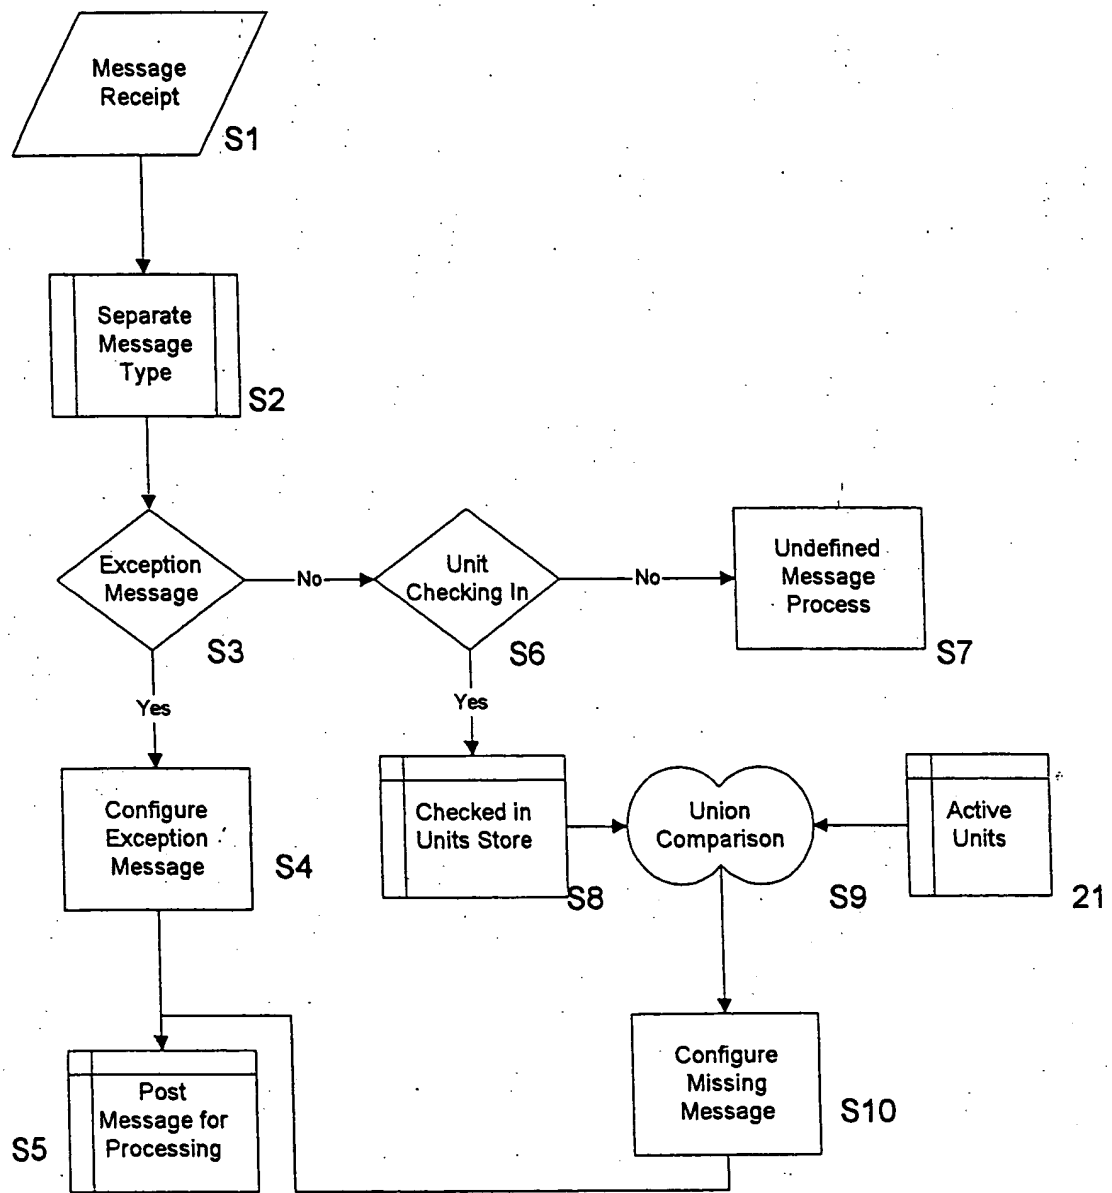 Message
Receipt
S1
Separate
Message
Type
S2
Exception
Message
S3
No
Unit
Checking In
S6
No
Undefined
Message
Process
S7
Yes
Yes
Configure
Exception
Message
S4
Checked in
Units Store
S8
Union
Comparison
S9
Active
Units
21
Post
Message for
Processing
S5
Configure
Missing
Message
S10